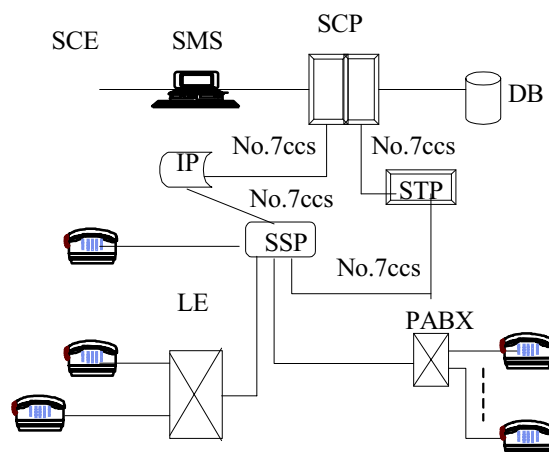 SCE
SMS
SCP
DB
No.7ccs
No.7ccs
IP
STP
No.7ccs
SSP
No.7ccs
LE
PABX